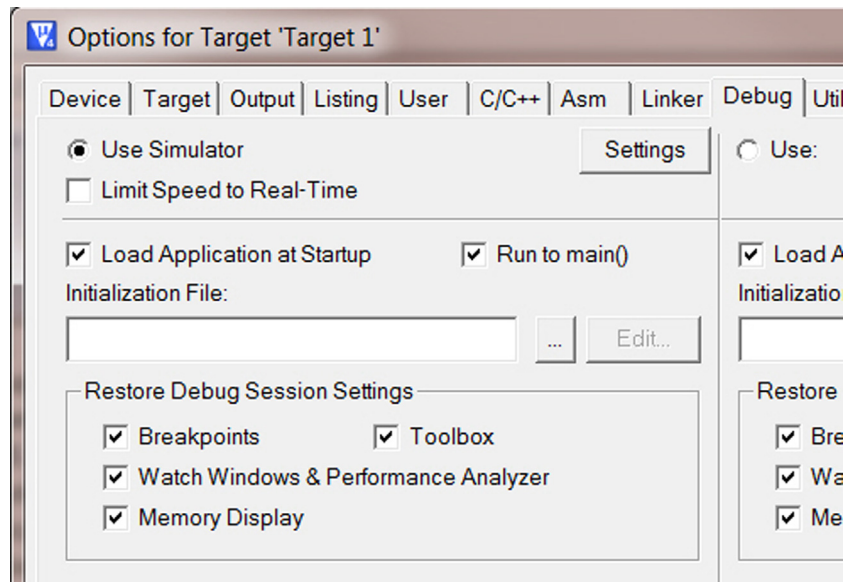 Options for Target 'Target 1'
Device Target Output Listing User C/C++ Asm Linker Debug
Use Simulator Settings Use:
Limit Speed to Real-Time
Load Application at Startup Run to main() Load
Initialization File:
... Edit...
Restore Debug Session Settings Restore
Breakpoints Toolbox
Watch Windows & Performance Analyzer
Memory Display